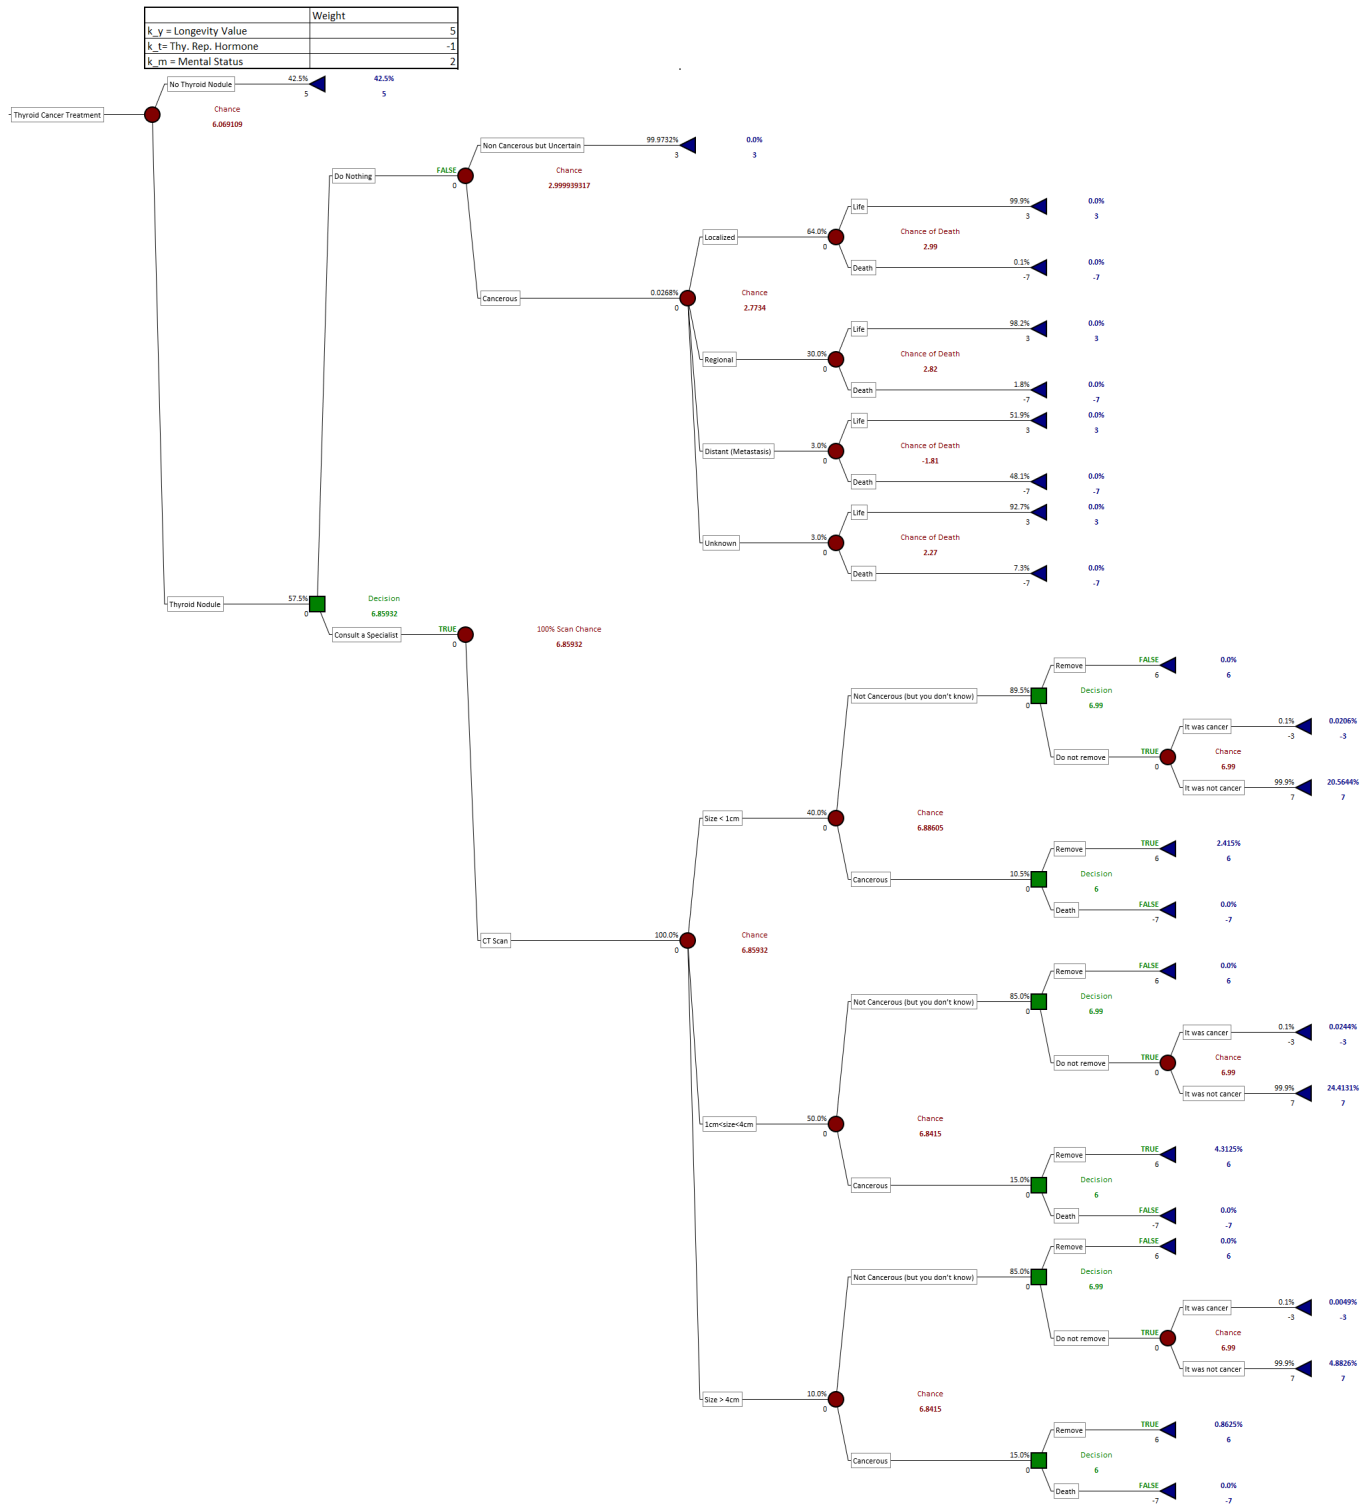 Weight
k_y = Longevity Value 5
k_t= Thy. Rep. Hormone -1
k_m = Mental Status 2
No Thyroid Nodule 42.5% 42.5%
5 5
Thyroid Cancer Treatment Chance
6.069109
Non Cancerous but Uncertain 99.9732% 0.0%
3 3
Do Nothing FALSE Chance
0 2.999939317
Life 99.9% 0.0%
3 3
Localized 64.0% Chance of Death
0 2.99
Death 0.1% 0.0%
-7 -7
Cancerous 0.0268% Chance
0 2.7734
Life 98.2% 0.0%
3 3
Regional 30.0% Chance of Death
0 2.82
Death 1.8% 0.0%
-7 -7
Life 51.9% 0.0%
3 3
Distant (Metastasis) 3.0% Chance of Death
0 -1.81
Death 48.1% 0.0%
-7 -7
Life 92.7% 0.0%
3 3
Unknown 3.0% Chance of Death
0 2.27
Death 7.3% 0.0%
-7 -7
Thyroid Nodule 57.5% Decision
0 6.85932
Consult a Specialist TRUE 100% Scan Chance
0 6.85932
Remove FALSE 0.0%
6 6
Not Cancerous (but you don't know) 89.5% Decision
0 6.99
It was cancer 0.1% 0.0206%
-3 -3
Do not remove TRUE Chance
0 6.99
It was not cancer 99.9% 20.5644%
7 7
Size < 1cm 40.0% Chance
0 6.88605
Remove TRUE 2.415%
6 6
Cancerous 10.5% Decision
0 6
Death FALSE 0.0%
-7 -7
CT Scan 100.0% Chance
0 6.85932
Remove FALSE 0.0%
6 6
Not Cancerous (but you don't know) 85.0% Decision
0 6.99
It was cancer 0.1% 0.0244%
-3 -3
Do not remove TRUE Chance
0 6.99
It was not cancer 99.9% 24.4131%
7 7
1cm<size<4cm 50.0% Chance
0 6.8415
Remove TRUE 4.3125%
6 6
Cancerous 15.0% Decision
0 6
Death FALSE 0.0%
-7 -7
Remove FALSE 0.0%
6 6
Not Cancerous (but you don't know) 85.0% Decision
0 6.99
It was cancer 0.1% 0.0049%
-3 -3
Do not remove TRUE Chance
0 6.99
It was not cancer 99.9% 4.8826%
7 7
Size > 4cm 10.0% Chance
0 6.8415
Remove TRUE 0.8625%
6 6
Cancerous 15.0% Decision
0 6
Death FALSE 0.0%
-7 -7